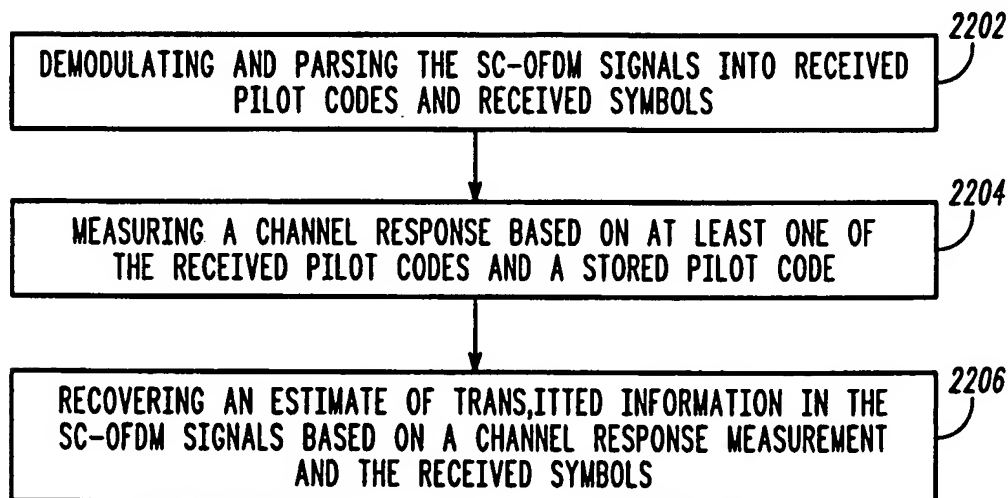 2202
DEMODULATING AND PARSING THE SC-OFDM SIGNALS INTO RECEIVED
PILOT CODES AND RECEIVED SYMBOLS
2204
MEASURING A CHANNEL RESPONSE BASED ON AT LEAST ONE OF
THE RECEIVED PILOT CODES AND A STORED PILOT CODE
2206
RECOVERING AN ESTIMATE OF TRANS,ITTED INFORMATION IN THE
SC-OFDM SIGNALS BASED ON A CHANNEL RESPONSE MEASUREMENT
AND THE RECEIVED SYMBOLS